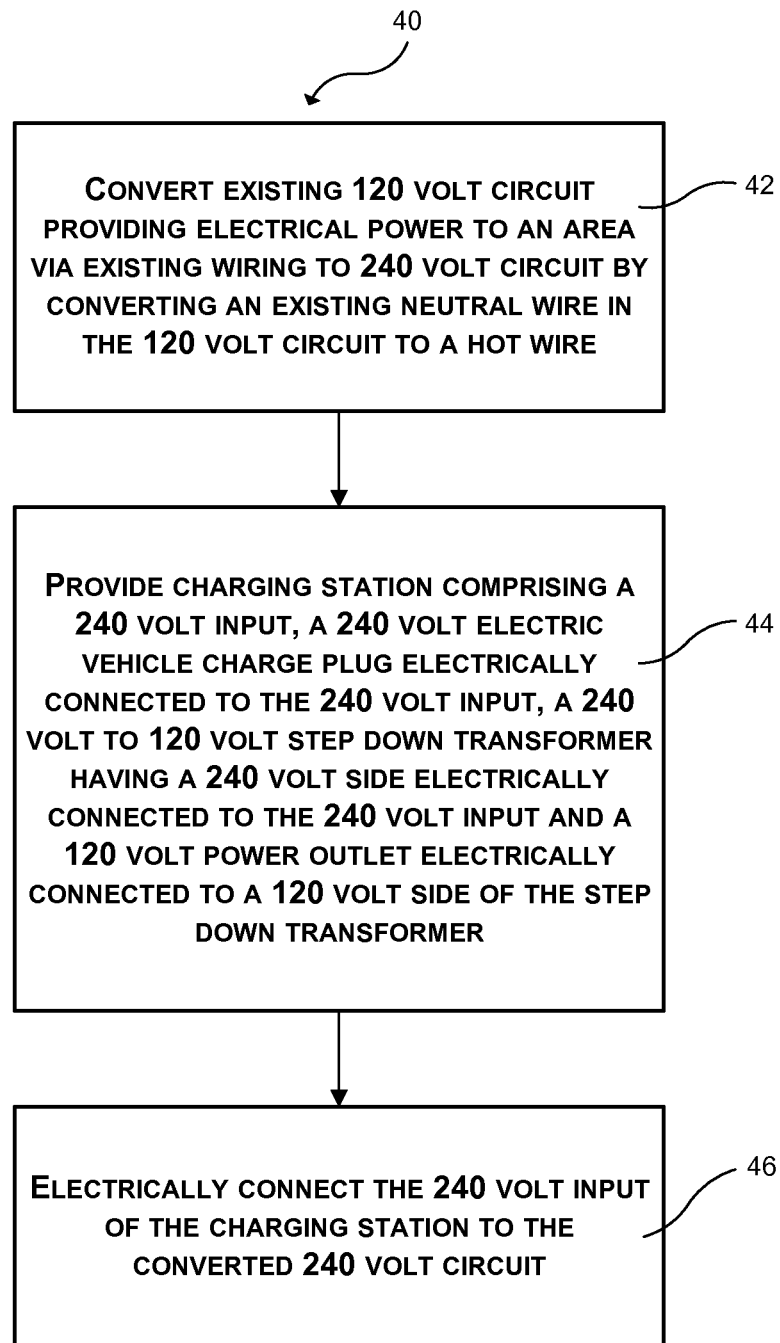 40
CONVERT EXISTING 120 VOLT CIRCUIT
PROVIDING ELECTRICAL POWER TO AN AREA
VIA EXISTING WIRING TO 240 VOLT CIRCUIT BY
CONVERTING AN EXISTING NEUTRAL WIRE IN
THE 120 VOLT CIRCUIT TO A HOT WIRE
42
PROVIDE CHARGING STATION COMPRISING A
240 VOLT INPUT, A 240 VOLT ELECTRIC
VEHICLE CHARGE PLUG ELECTRICALLY
CONNECTED TO THE 240 VOLT INPUT, A 240
VOLT TO 120 VOLT STEP DOWN TRANSFORMER
HAVING A 240 VOLT SIDE ELECTRICALLY
CONNECTED TO THE 240 VOLT INPUT AND A
120 VOLT POWER OUTLET ELECTRICALLY
CONNECTED TO A 120 VOLT SIDE OF THE STEP
DOWN TRANSFORMER
44
ELECTRICALLY CONNECT THE 240 VOLT INPUT
OF THE CHARGING STATION TO THE
CONVERTED 240 VOLT CIRCUIT
46